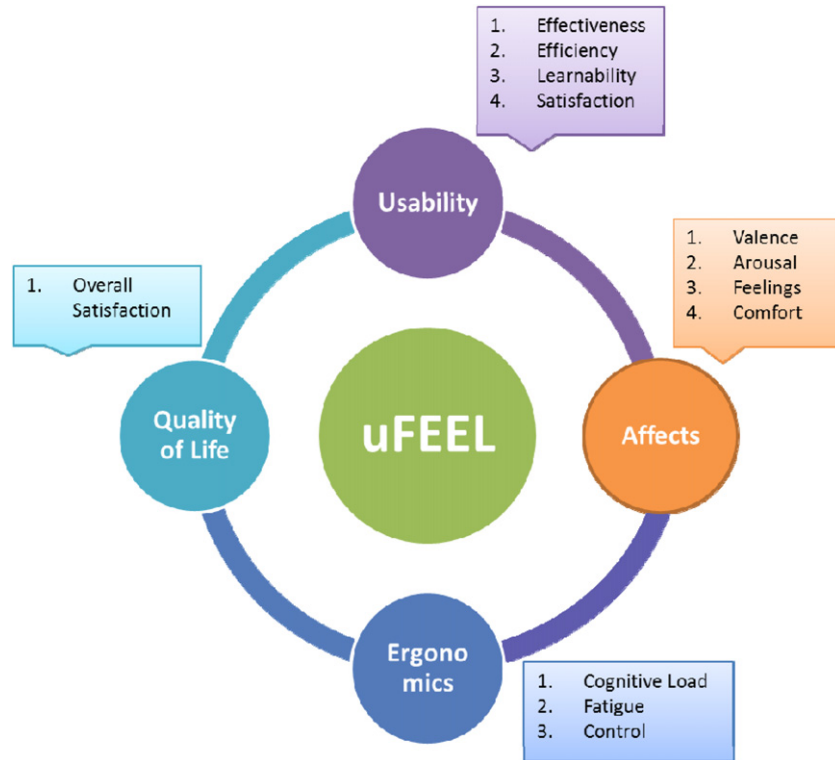 1. Effectiveness
2. Efficiency
3. Learnability
4. Satisfaction
Usability
1. Valence
2. Arousal
3. Feelings
4. Comfort
1. Overall
Satisfaction
Quality
of Life
uFEEL
Affects
Ergono
mics
1. Cognitive Load
2. Fatigue
3. Control